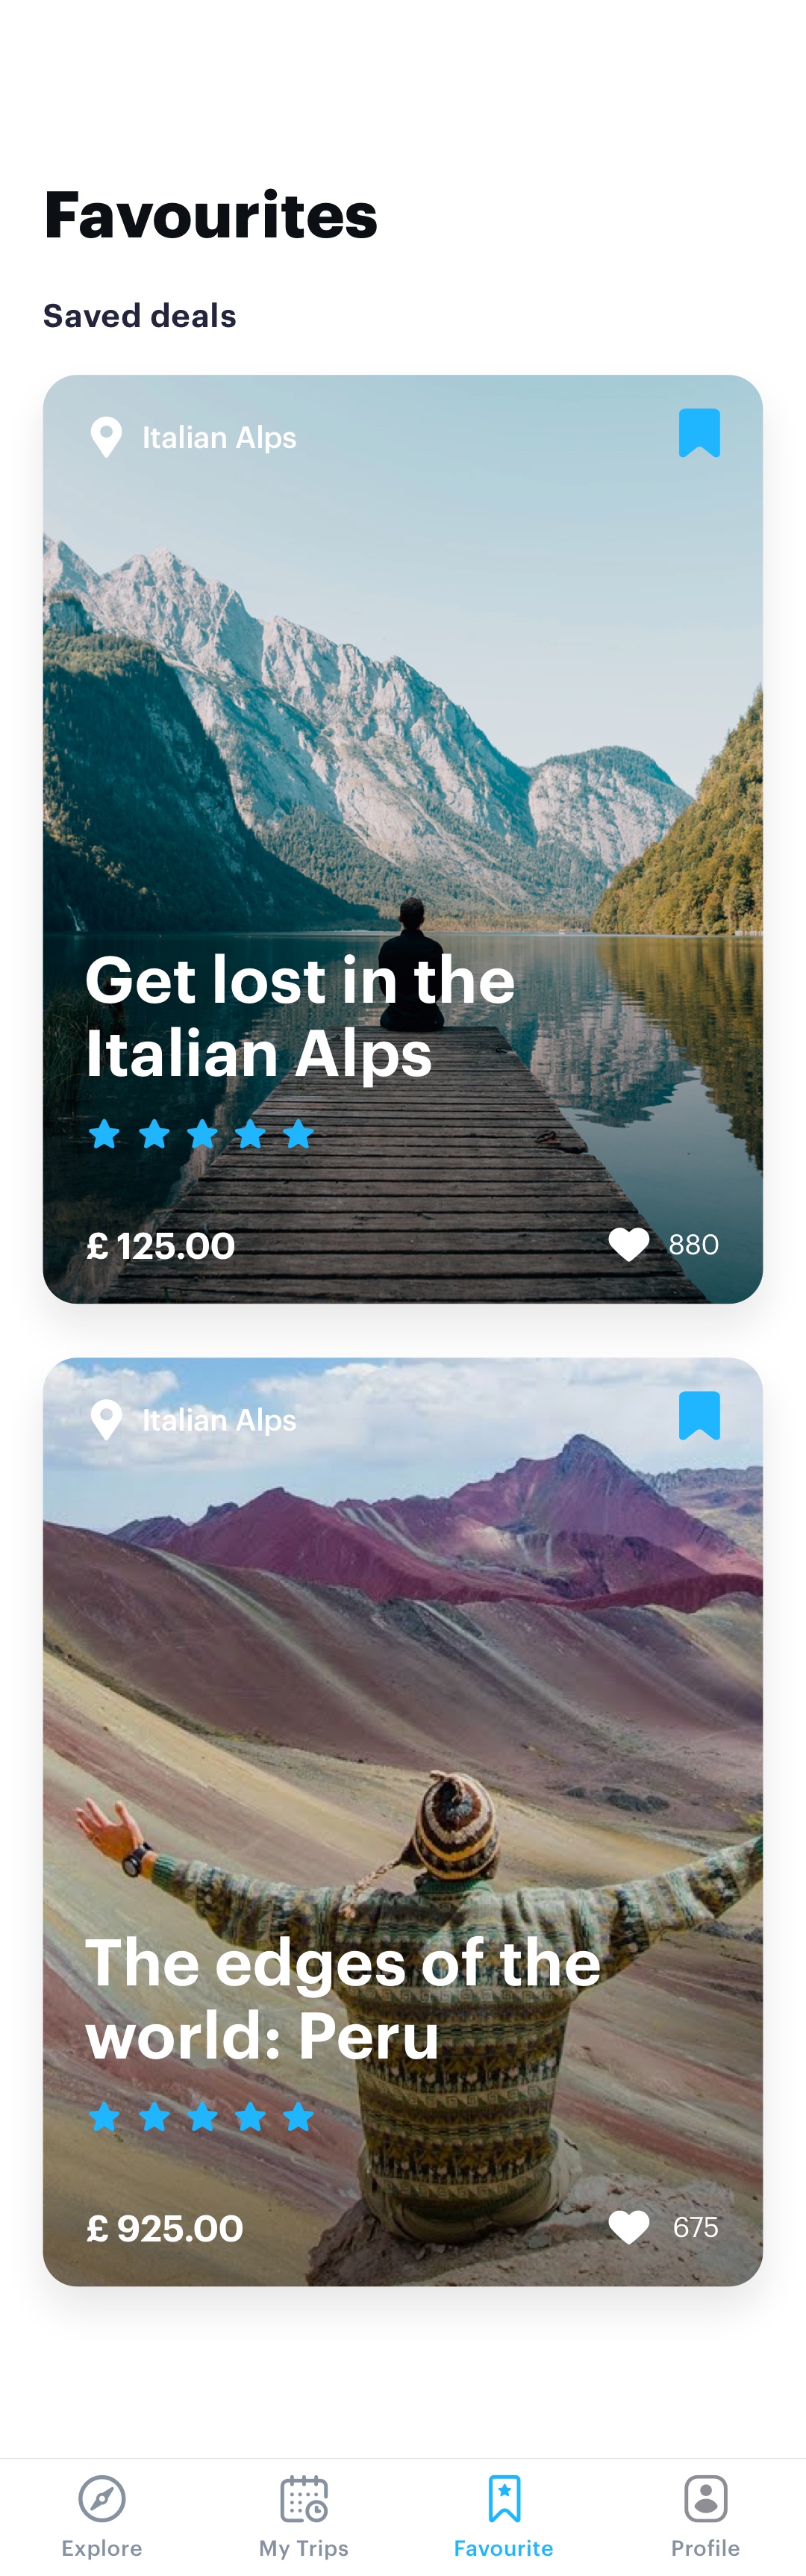 Favourites
Saved deals
Italian Alps
Get lost in the
Italian Alps
£ 125.00
880
Italian Alps
The edges of the
world: Peru
£ 925.00
675
Explore
My Trips
Favourite
Profile